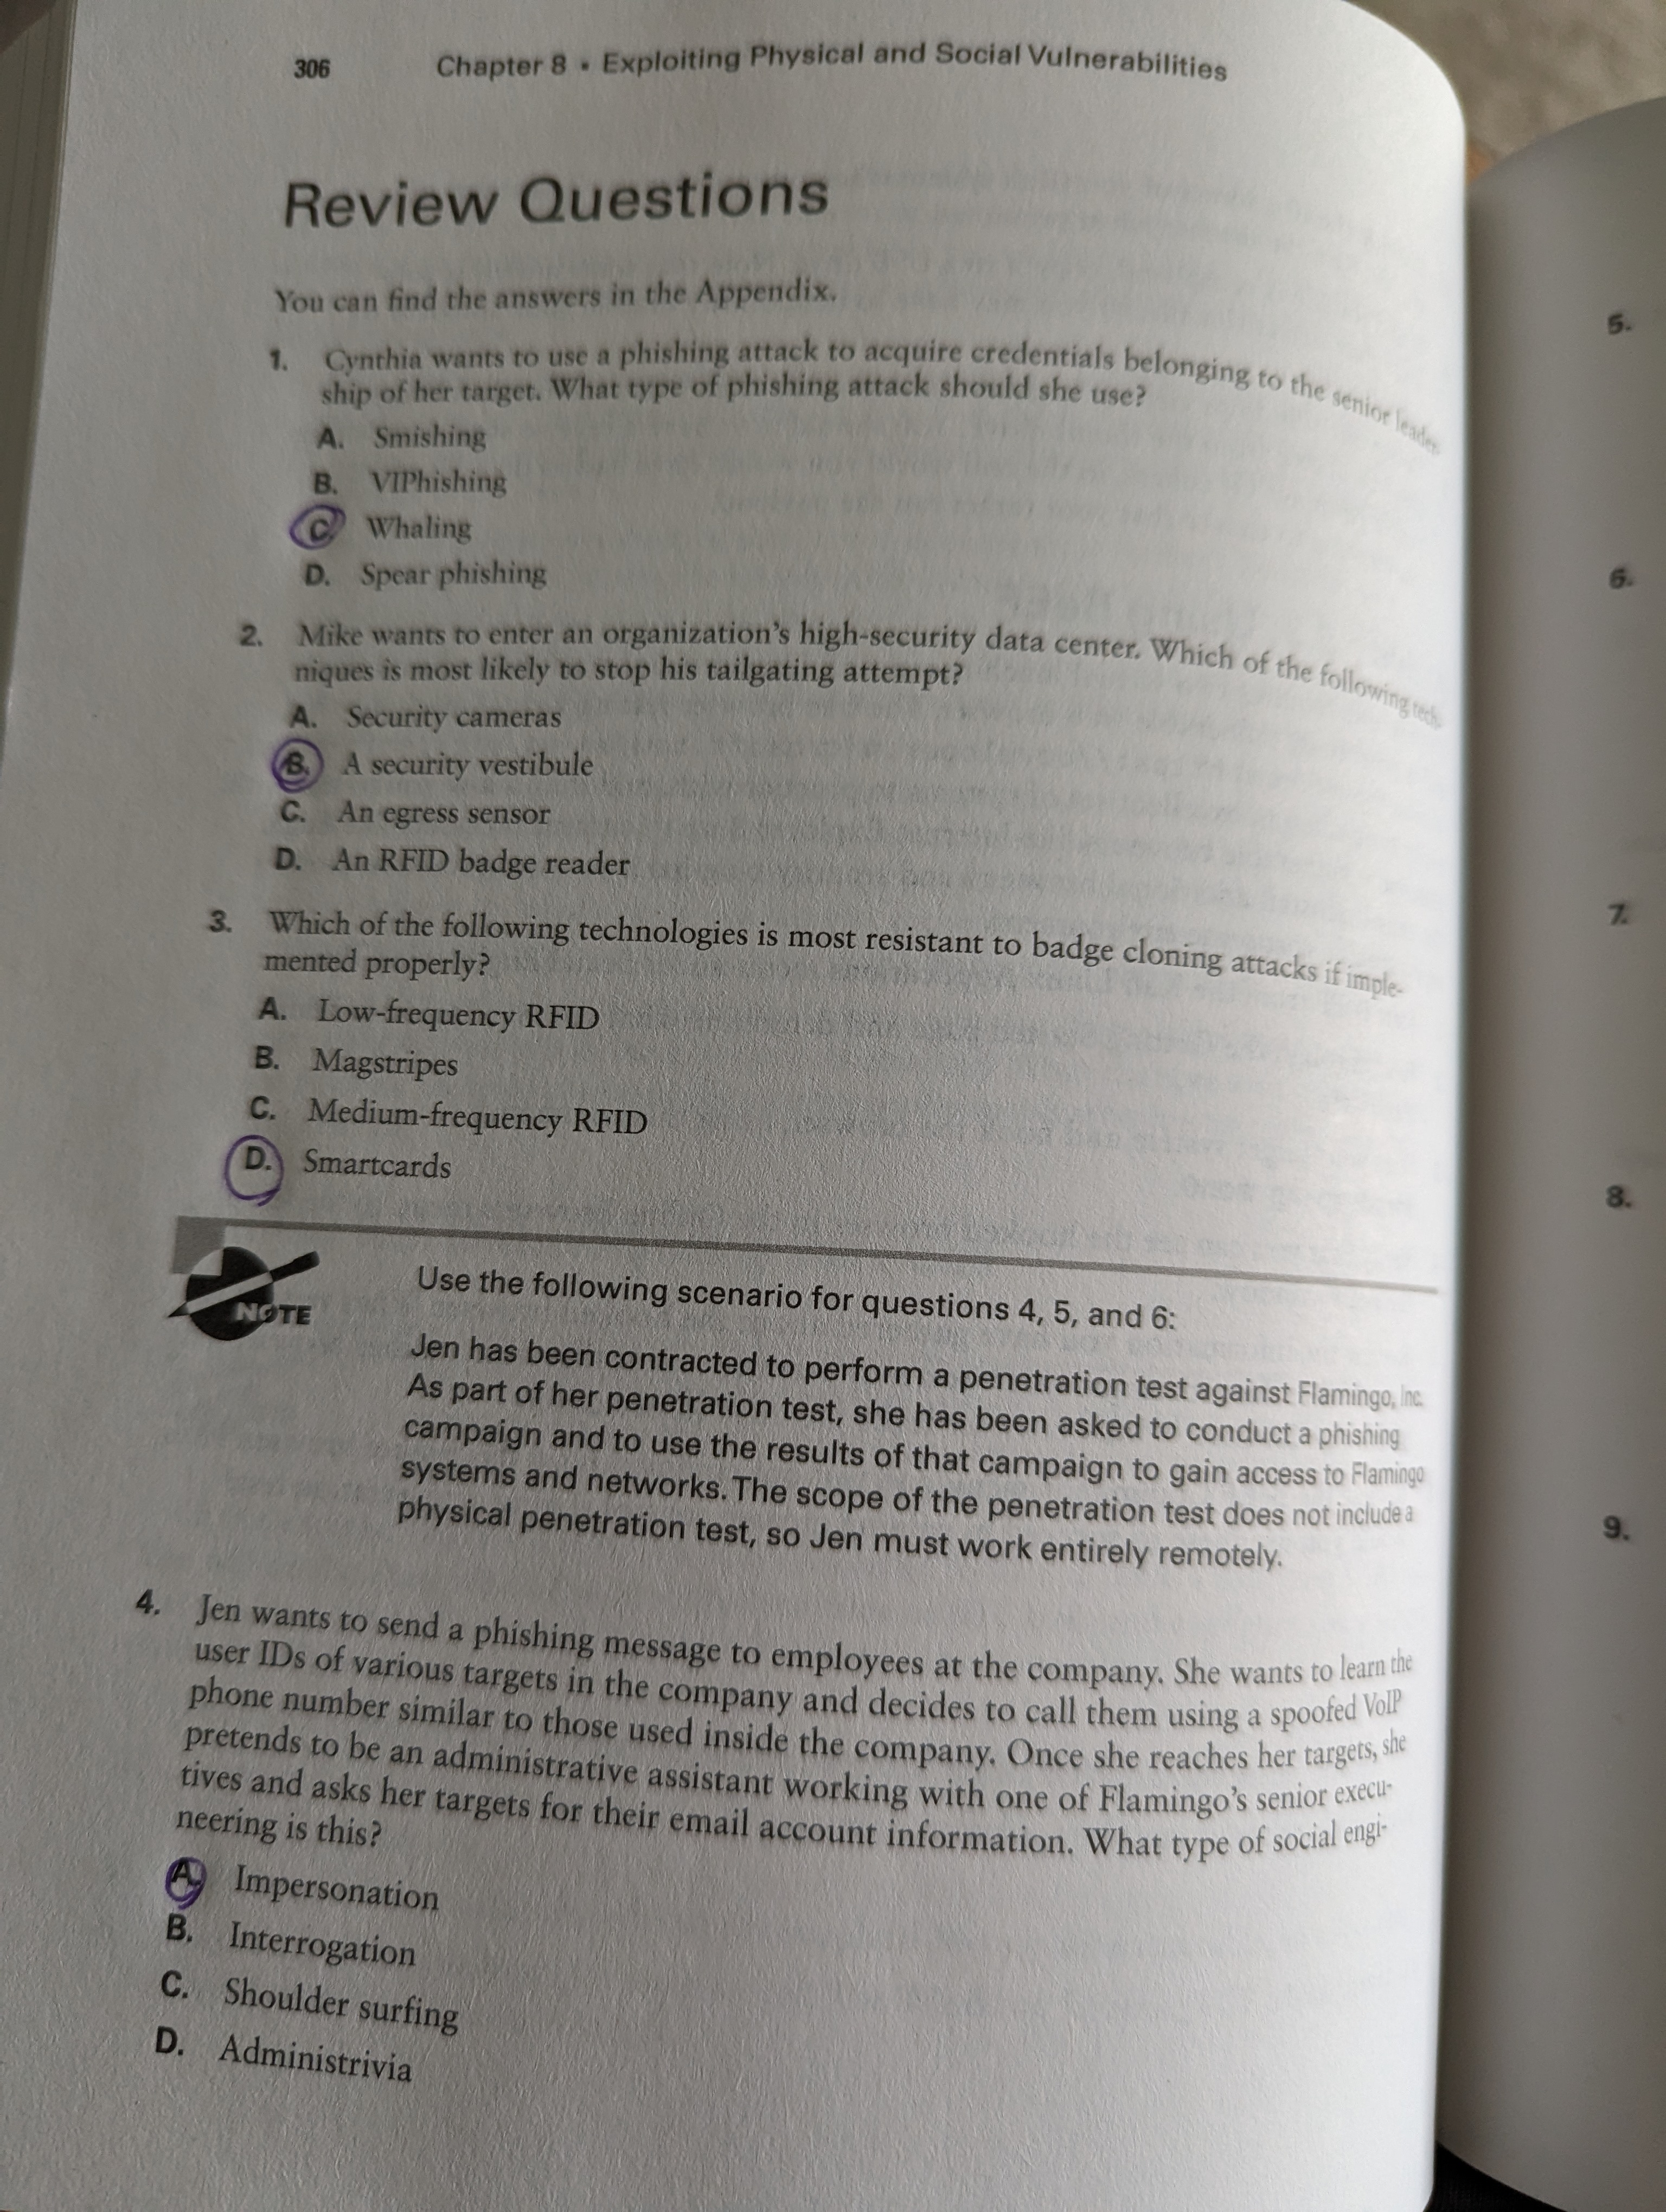 306 Chapter 8 ▪ Exploiting Physical and Social Vulnerabilities
Review Questions
You can find the answers in the Appendix.
1. Cynthia wants to use a phishing attack to acquire credentials belonging to the senior leader-
ship of her target. What type of phishing attack should she use?
A. Smishing
B. VIPhishing
C. Whaling
D. Spear phishing
2. Mike wants to enter an organization's high-security data center. Which of the following tech-
niques is most likely to stop his tailgating attempt?
A. Security cameras
B. A security vestibule
C. An egress sensor
D. An RFID badge reader
3. Which of the following technologies is most resistant to badge cloning attacks if imple-
mented properly?
A. Low-frequency RFID
B. Magstripes
C. Medium-frequency RFID
D. Smartcards
NOTE
Use the following scenario for questions 4, 5, and 6:
Jen has been contracted to perform a penetration test against Flamingo, Inc.
As part of her penetration test, she has been asked to conduct a phishing
campaign and to use the results of that campaign to gain access to Flamingo
systems and networks. The scope of the penetration test does not include a
physical penetration test, so Jen must work entirely remotely.
4. Jen wants to send a phishing message to employees at the company. She wants to learn the
user IDs of various targets in the company and decides to call them using a spoofed VoIP
phone number similar to those used inside the company. Once she reaches her targets, she
pretends to be an administrative assistant working with one of Flamingo's senior execu-
tives and asks her targets for their email account information. What type of social engi-
neering is this?
A. Impersonation
B. Interrogation
C. Shoulder surfing
D. Administrivia
5.
6.
7.
8.
9.